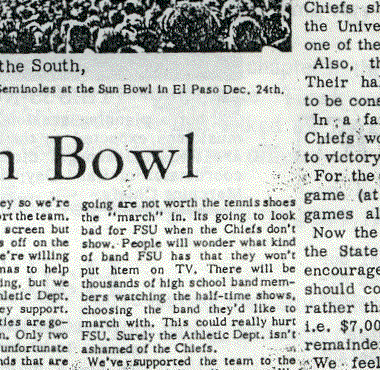 the South,
Seminoles at the Sun Bowl in El Paso Dec. 24th.
n Bowl
ey so we're
ort the team.
screen but
s off on the
e're willing
mas to help
ing, but we
hletic Dept.
ey support.
ties are go-
n. Only two
unfortunate
nds that are
going are not worth the tennis shoes
the "march" in. Its going to look
bad for FSU when the Chiefs don't
show. People will wonder what kind
of band FSU has that they won't
put htem on TV. There will be
thousands of high school band mem-
bers watching the half-time shows,
choosing the band they'd like to
march with. This could really hurt
FSU. Surely the Athletic Dept. isn't
ashamed of the Chiefs.
We've supported the team to the
Chiefs sh
the Unive
one of the
Also, th
Their ha
to be cons
In a fa
Chiefs wo
to victory
For the
game (at
games al
Now the
the State
encourage
should co
rather th
i.e. $7,00
remainde
We feel